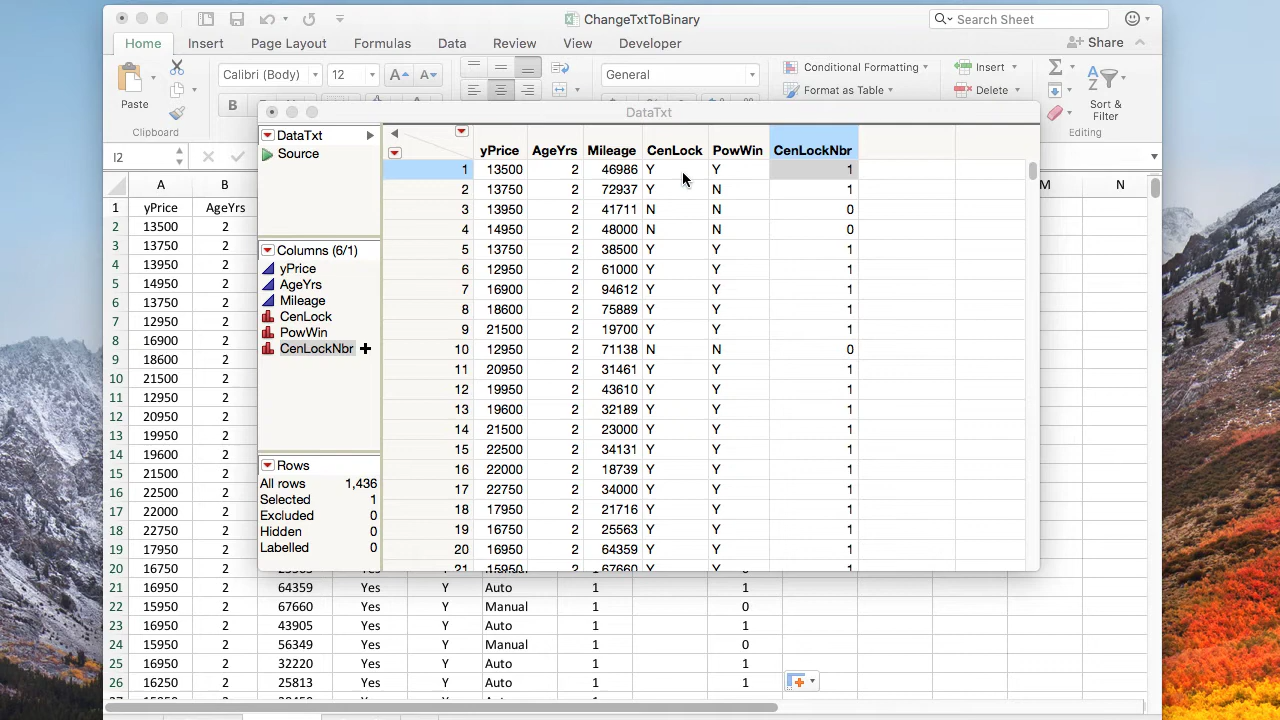 ChangeTxtToBinary
Search Sheet
Home Insert Page Layout Formulas Data Review View Developer
Share
Paste
Clipboard
Calibri (Body) 12
B
General
Conditional Formatting
Format as Table
Insert
Delete
Sort &
Filter
Editing
I2
DataTxt
DataTxt
Source
Columns (6/1)
yPrice
AgeYrs
Mileage
CenLock
PowWin
CenLockNbr
Rows
All rows 1,436
Selected 1
Excluded 0
Hidden 0
Labelled 0
yPrice AgeYrs Mileage CenLock PowWin CenLockNbr
1 13500 2 46986 Y Y 1
2 13750 2 72937 Y N 1
3 13950 2 41711 N N 0
4 14950 2 48000 N N 0
5 13750 2 38500 Y Y 1
6 12950 2 61000 Y Y 1
7 16900 2 94612 Y Y 1
8 18600 2 75889 Y Y 1
9 21500 2 19700 Y Y 1
10 12950 2 71138 N N 0
11 20950 2 31461 Y Y 1
12 19950 2 43610 Y Y 1
13 19600 2 32189 Y Y 1
14 21500 2 23000 Y Y 1
15 22500 2 34131 Y Y 1
16 22000 2 18739 Y Y 1
17 22750 2 34000 Y Y 1
18 17950 2 21716 Y Y 1
19 16750 2 25563 Y Y 1
20 16950 2 64359 Y Y 1
21 15950 2 67660 Y Y 1
A B M N
1 yPrice AgeYrs
2 13500 2
3 13750 2
4 13950 2
5 14950 2
6 13750 2
7 12950 2
8 16900 2
9 18600 2
10 21500 2
11 12950 2
12 20950 2
13 19950 2
14 19600 2
15 21500 2
16 22500 2
17 22000 2
18 22750 2
19 17950 2
20 16750 2
21 16950 2 64359 Yes Y Auto 1 1
22 15950 2 67660 Yes Y Manual 1 0
23 16950 2 43905 Yes Y Auto 1 1
24 15950 2 56349 Yes Y Manual 1 0
25 16950 2 32220 Yes Y Auto 1 1
26 16250 2 25813 Yes Y Auto 1 1